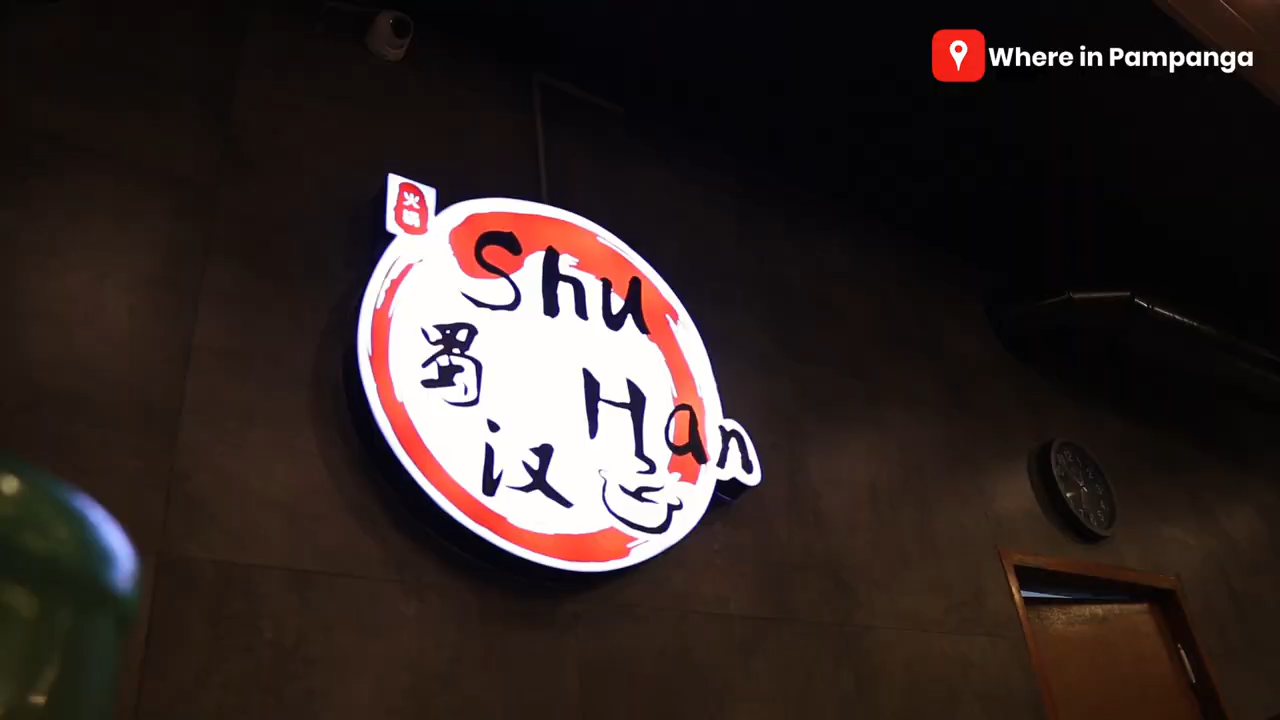 Where in Pampanga
火
锅
Shu
蜀
Han
汉